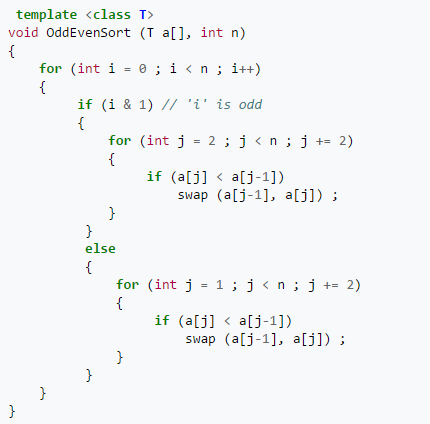 template <class T>
void OddEvenSort (T a[], int n)
{
    for (int i = 0 ; i < n ; i++)
    {
         if (i & 1) // 'i' is odd
         {
             for (int j = 2 ; j < n ; j += 2)
             {
                  if (a[j] < a[j-1])
                      swap (a[j-1], a[j]) ;
             }
          }
          else
          {
              for (int j = 1 ; j < n ; j += 2)
              {
                   if (a[j] < a[j-1])
                       swap (a[j-1], a[j]) ;
              }
          }
    }
}